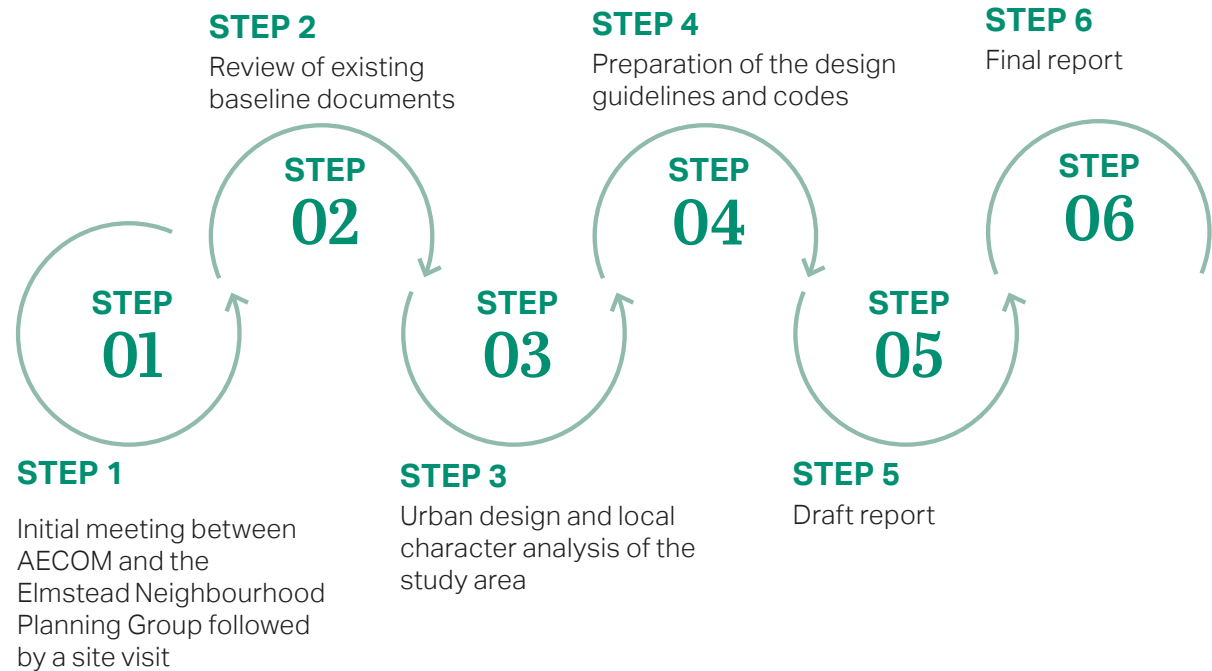 STEP 2
Review of existing
baseline documents
STEP 4
Preparation of the design
guidelines and codes
STEP 6
Final report
STEP
02
STEP
04
STEP
06
STEP
01
STEP
03
STEP
05
STEP 1
Initial meeting between
AECOM and the
Elmstead Neighbourhood
Planning Group followed
by a site visit
STEP 3
Urban design and local
character analysis of the
study area
STEP 5
Draft report